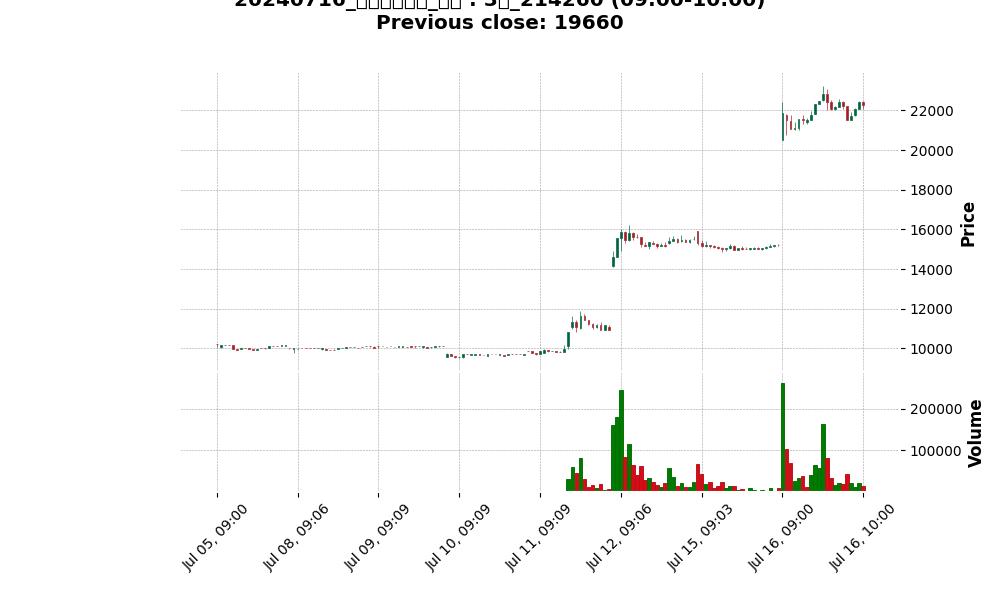 Previous close: 19660
22000
20000
18000
16000
14000
12000
10000
Price
200000
100000
Volume
Jul 05, 09:00
Jul 08, 09:06
Jul 09, 09:09
Jul 10, 09:09
Jul 11, 09:09
Jul 12, 09:06
Jul 15, 09:03
Jul 16, 09:00
Jul 16, 10:00